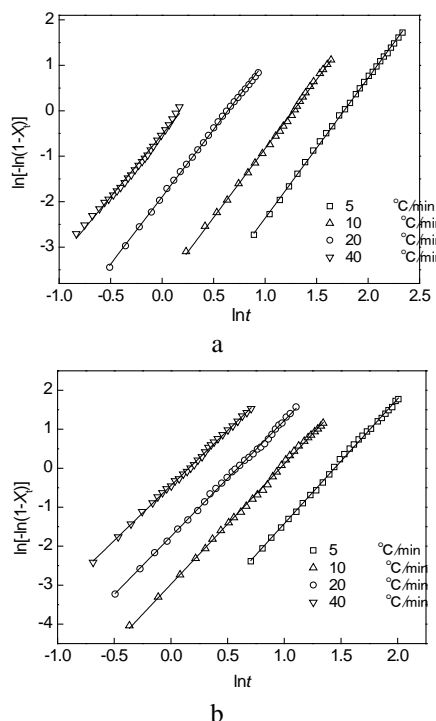 2
1
0
-1
-2
-3
ln[-ln(1-Xt)]
5 °C/min
10 °C/min
20 °C/min
40 °C/min
-1.0 -0.5 0.0 0.5 1.0 1.5 2.0 2.5
lnt
a
2
1
0
-1
-2
-3
-4
ln[-ln(1-Xt)]
5 °C/min
10 °C/min
20 °C/min
40 °C/min
-1.0 -0.5 0.0 0.5 1.0 1.5 2.0
lnt
b